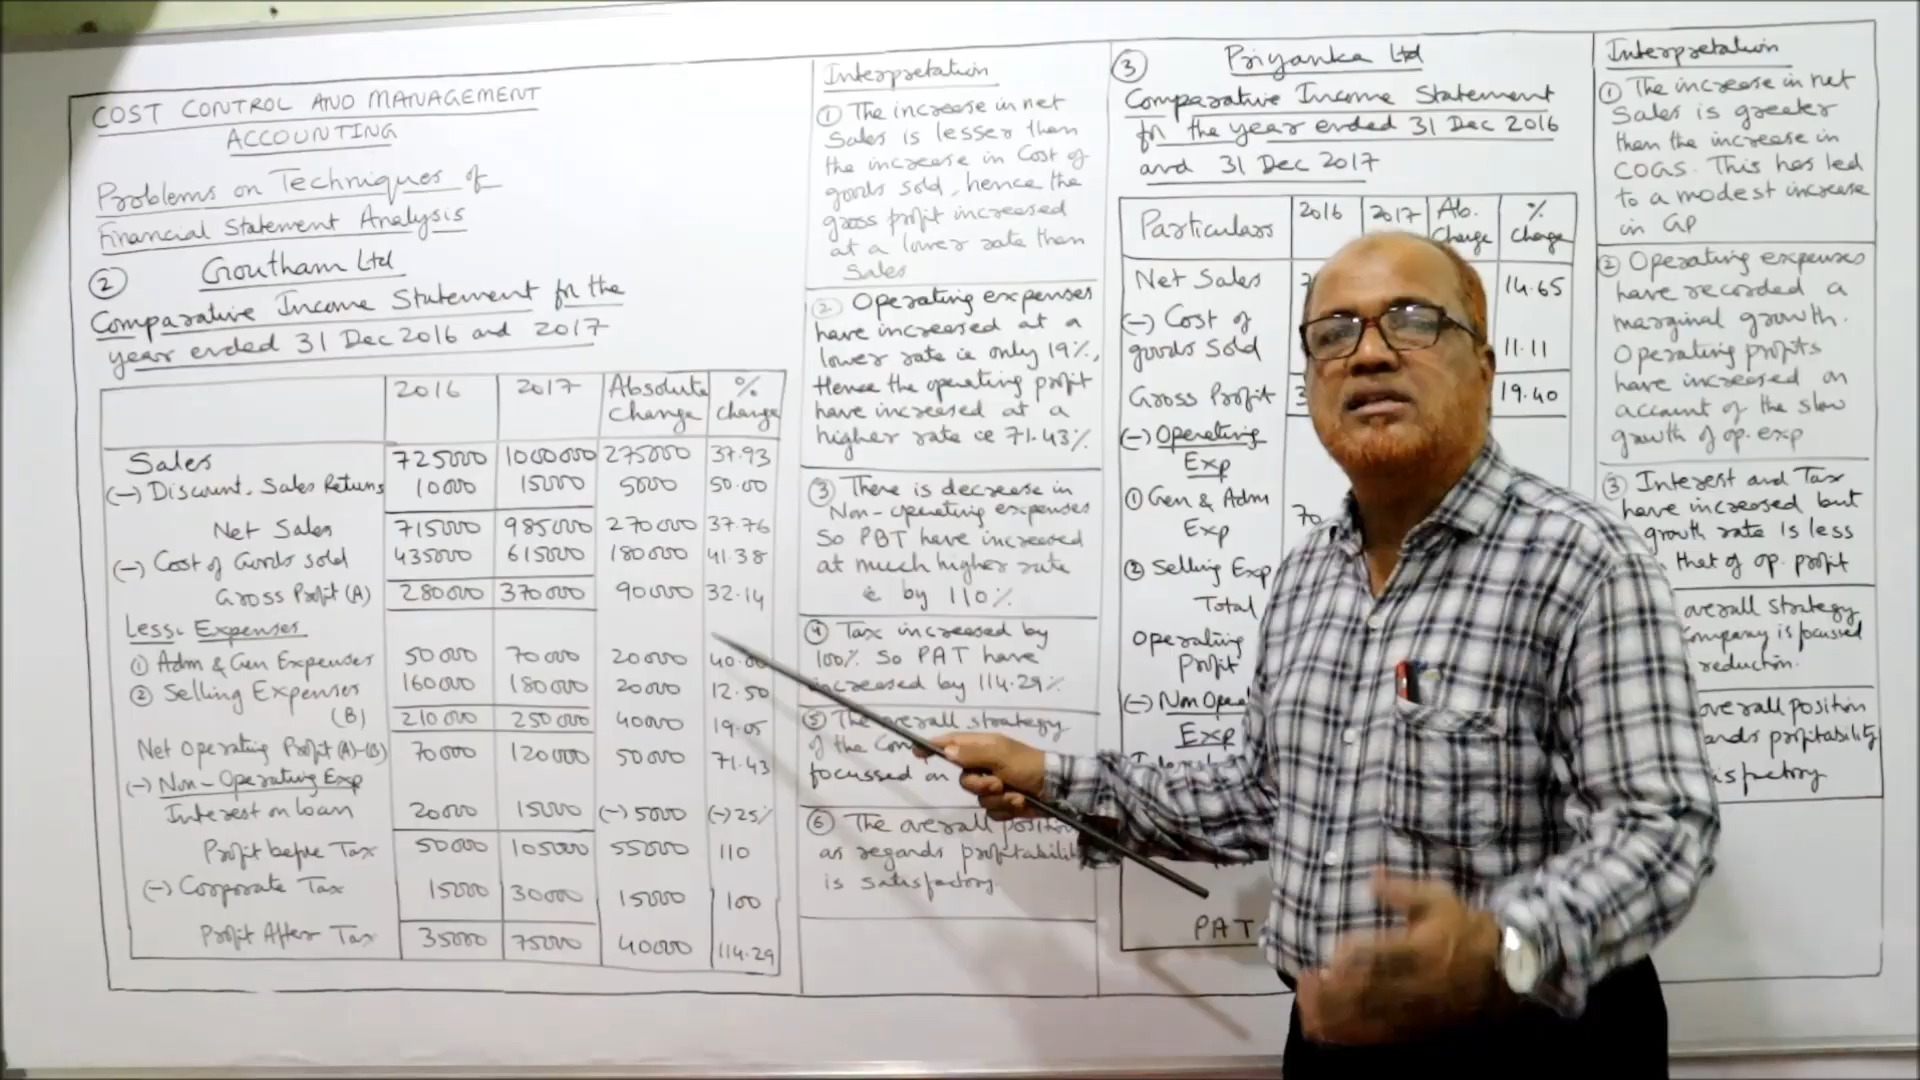 COST CONTROL AND MANAGEMENT
ACCOUNTING
Problems on Techniques of
Financial Statement Analysis
② Goutham Ltd
Comparative Income Statement for the
year ended 31 Dec 2016 and 2017
2016 2017 Absolute Change % change
Sales 725000 1000000 275000 37.93
(-) Discount. Sales Returns 10000 15000 5000 50.00
Net Sales 715000 985000 270000 37.76
(-) Cost of Goods Sold 435000 615000 180000 41.38
Gross Profit (A) 280000 370000 90000 32.14
Less: Expenses
① Adm & Gen Expenses 50000 70000 20000 40.00
② Selling Expenses 160000 180000 20000 12.50
(B) 210000 250000 40000 19.05
Net Operating Profit (A)-(B) 70000 120000 50000 71.43
(-) Non-Operating Exp
Interest on loan 20000 15000 (-) 5000 (-) 25%
Profit before Tax 50000 105000 55000 110
(-) Corporate Tax 15000 30000 15000 100
Profit After Tax 35000 75000 40000 114.29
Interpretation
① The increase in net
Sales is lesser than
the increase in Cost of
goods sold, hence the
gross profit increased
at a lower rate than
Sales
② Operating expenses
have increased at a
lower rate ie only 19%,
Hence the operating profit
have increased at a
higher rate ie 71.43%.
③ There is decrease in
Non-operating expenses
So PBT have increased
at much higher rate
ie by 110%
④ Tax increased by
100% So PAT have
increased by 114.29%
⑤ The overall strategy
of the
focussed on
⑥ The overall position
as regards profitability
is satisfactory.
③ Priyanka Ltd
Comparative Income Statement
for the year ended 31 Dec 2016
and 31 Dec 2017
Particulars 2016 2017 Ab. Change % change
Net Sales 14.65
(-) Cost of
goods Sold 11.11
Gross Profit 19.40
(-) Operating
Exp
① Gen & Adm
Exp 70
② Selling Exp
Total
Operating
Profit
(-) Non
Exp
PAT
Interpretation
① The increase in net
Sales is greater
than the increase in
COGS. This has led
to a modest increase
in GP
② Operating expenses
have recorded a
marginal growth.
Operating profits
have increased on
account of the slow
growth of op. exp
③ Interest and Tax
have increased but
growth rate is less
that of op. profit
overall strategy
Company is focused
reduction.
overall position
profitability